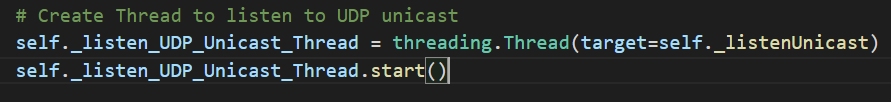 # Create Thread to listen to UDP unicast
self._listen_UDP_Unicast_Thread = threading.Thread(target=self._listenUnicast)
self._listen_UDP_Unicast_Thread.start()